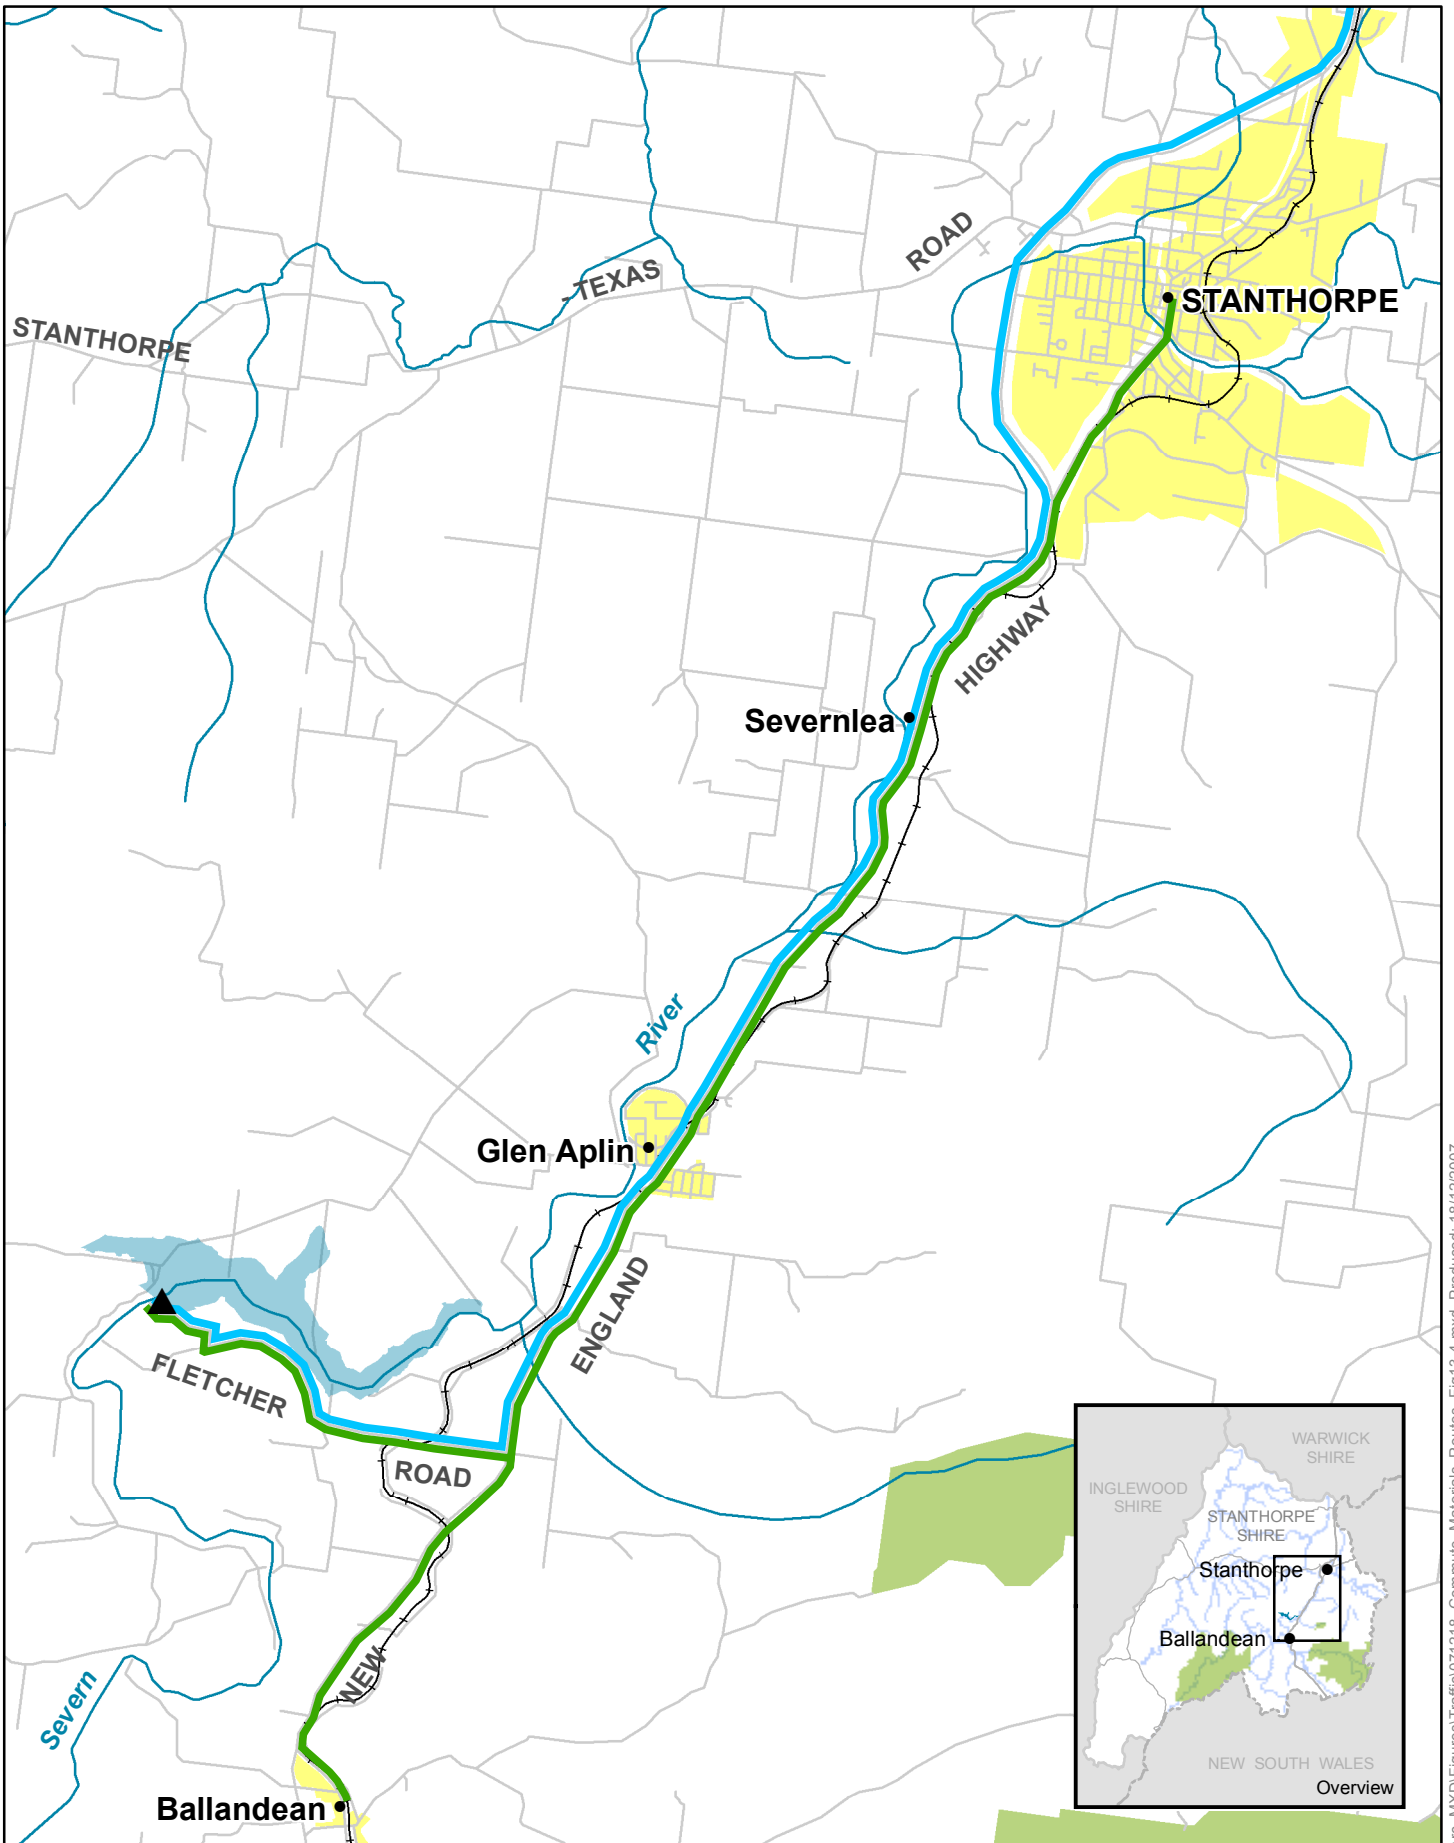 STANTHORPE
- TEXAS
ROAD
STANTHORPE
HIGHWAY
Severnlea
River
Glen Aplin
ENGLAND
FLETCHER
ROAD
NEW
Severn
Ballandean
WARWICK
SHIRE
INGLEWOOD
SHIRE
STANTHORPE
SHIRE
Stanthorpe
Ballandean
NEW SOUTH WALES
Overview